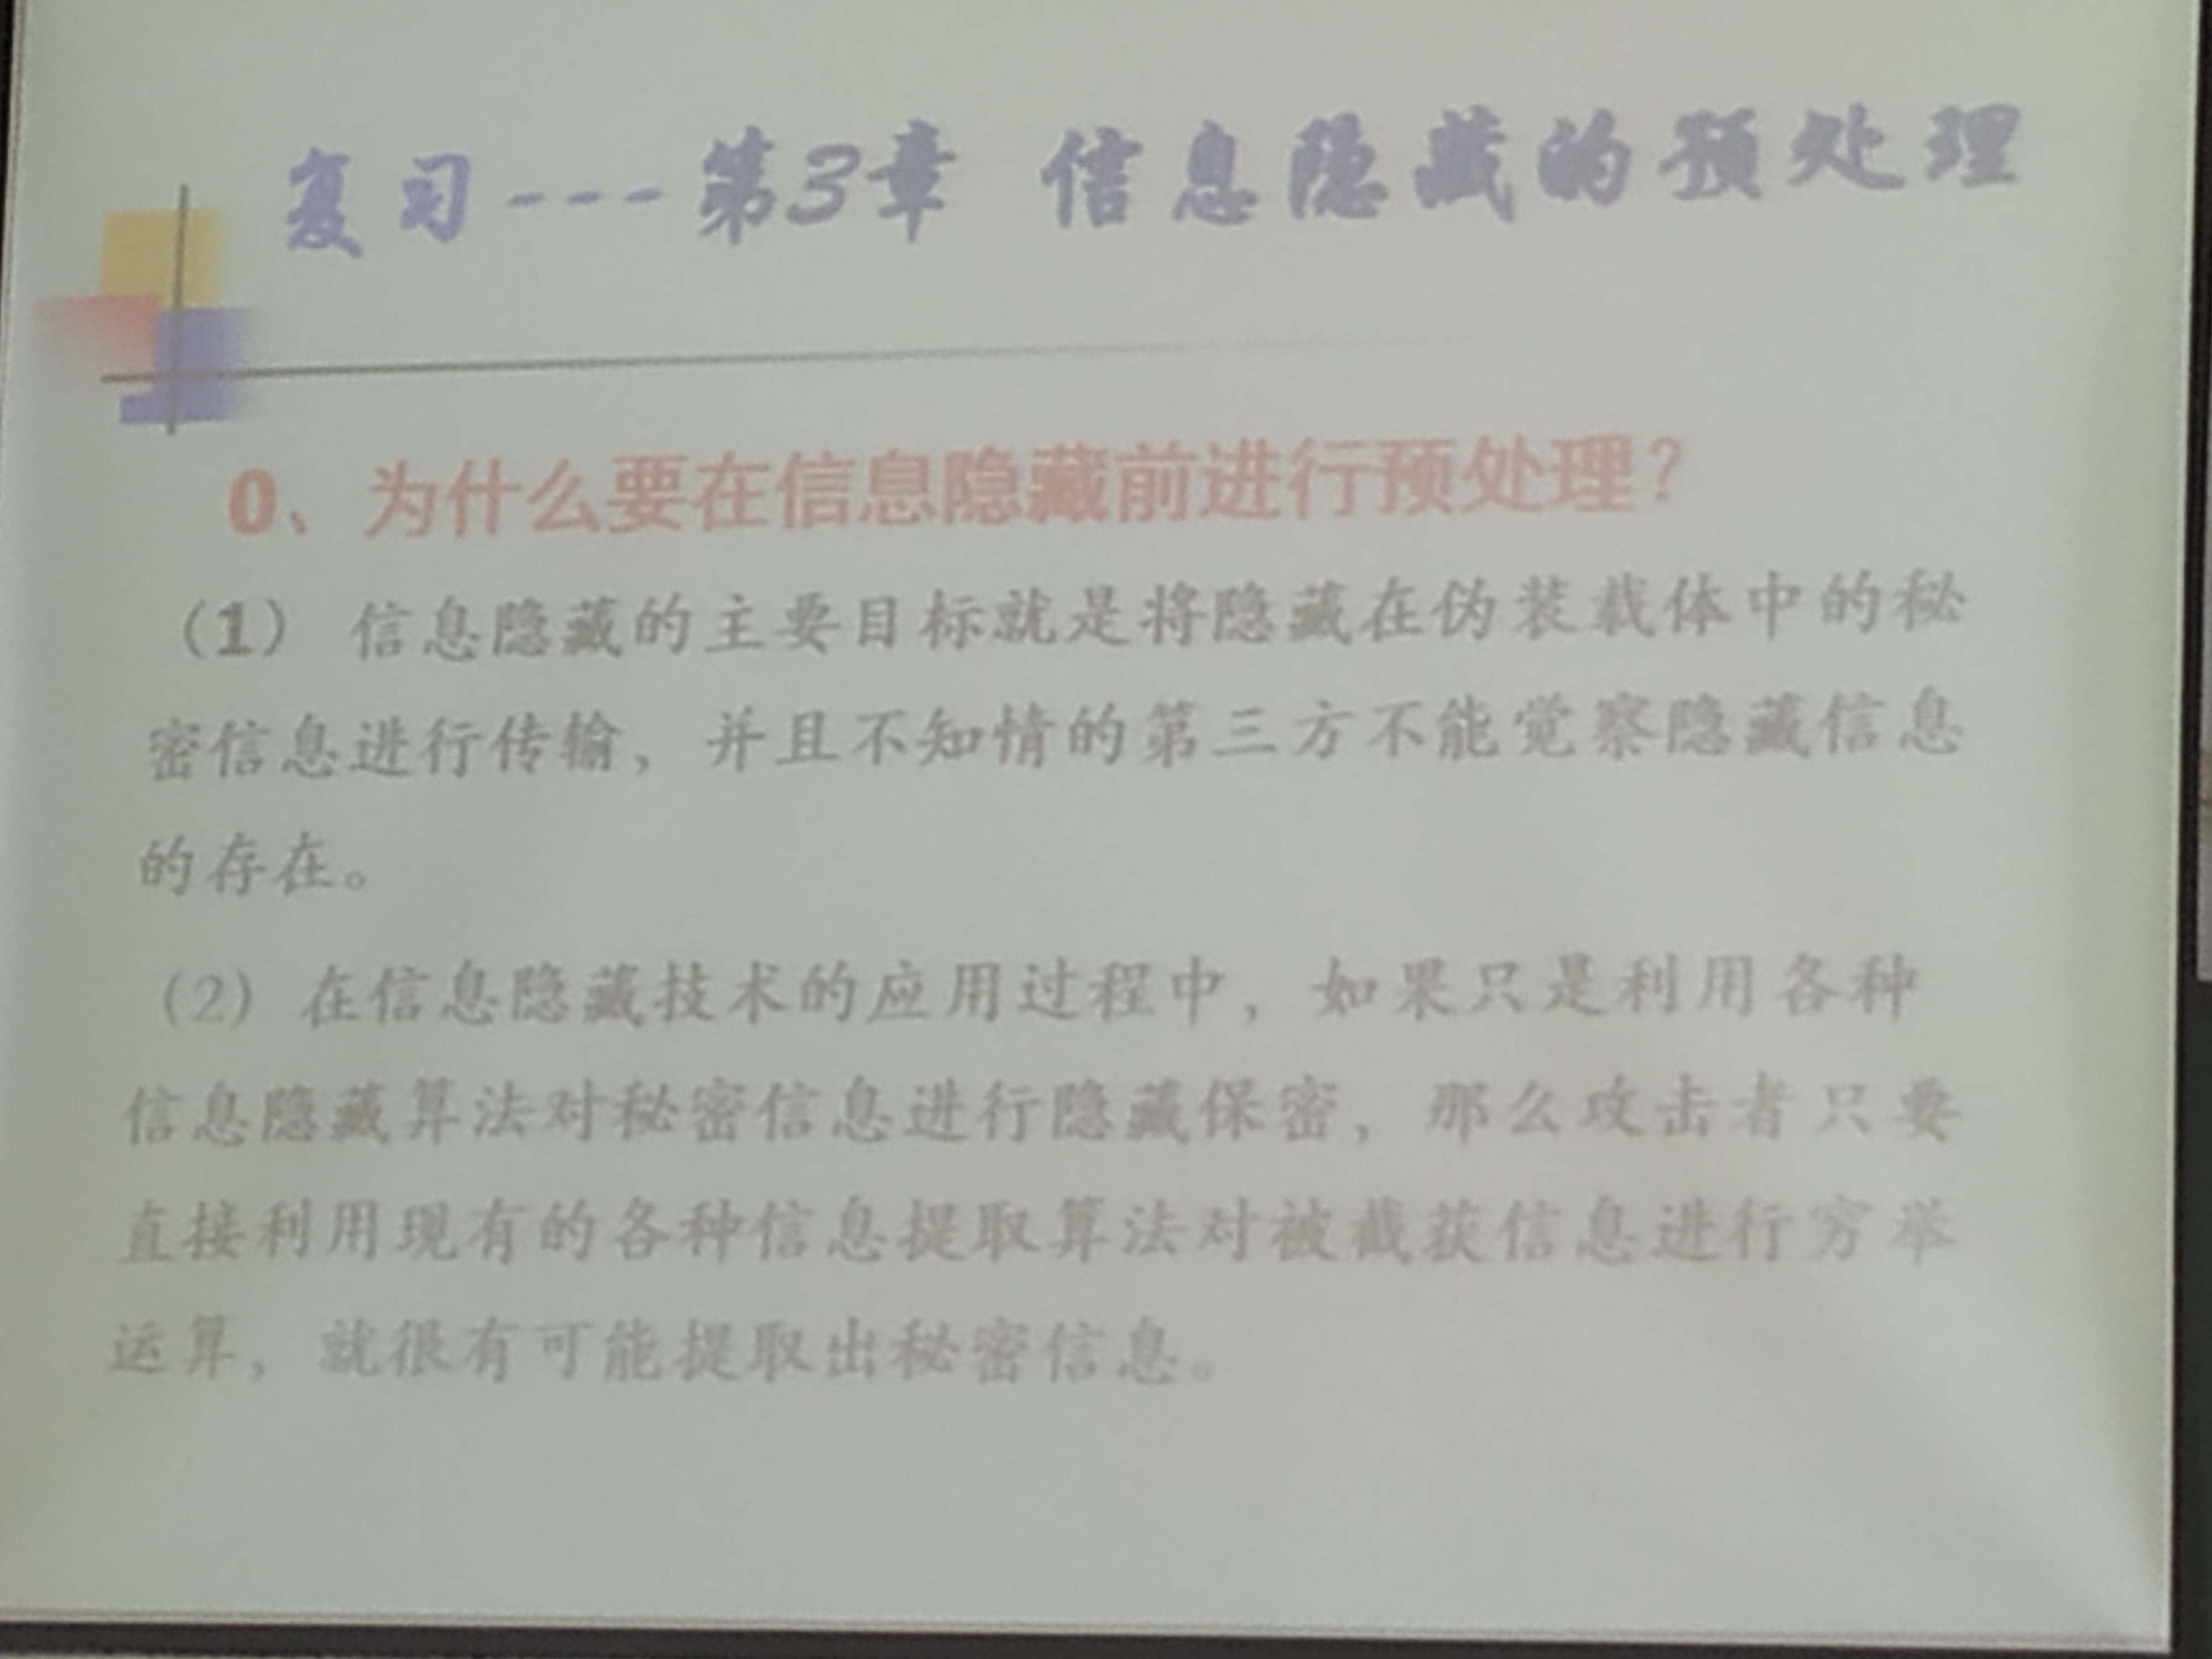 复习---第3章 信息隐藏的预处理
0、为什么要在信息隐藏前进行预处理？
（1） 信息隐藏的主要目标就是将隐藏在伪装载体中的秘
密信息进行传输，并且不知情的第三方不能觉察隐藏信息
的存在。
（2） 在信息隐藏技术的应用过程中，如果只是利用各种
信息隐藏算法对秘密信息进行隐藏保密，那么攻击者只要
直接利用现有的各种信息提取算法对被截获信息进行穷举
运算，就很有可能提取出秘密信息。